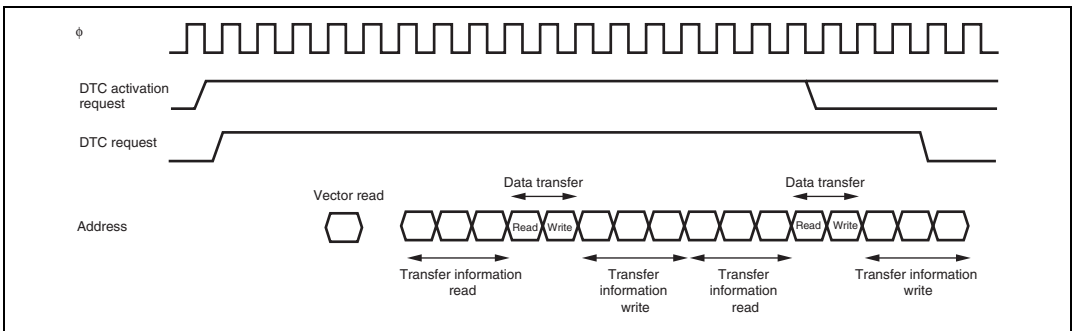 ϕ
DTC activation
request
DTC request
Vector read
Data transfer
Data transfer
Address
Read Write
Read Write
Transfer information
read
Transfer
information
write
Transfer
information
read
Transfer information
write